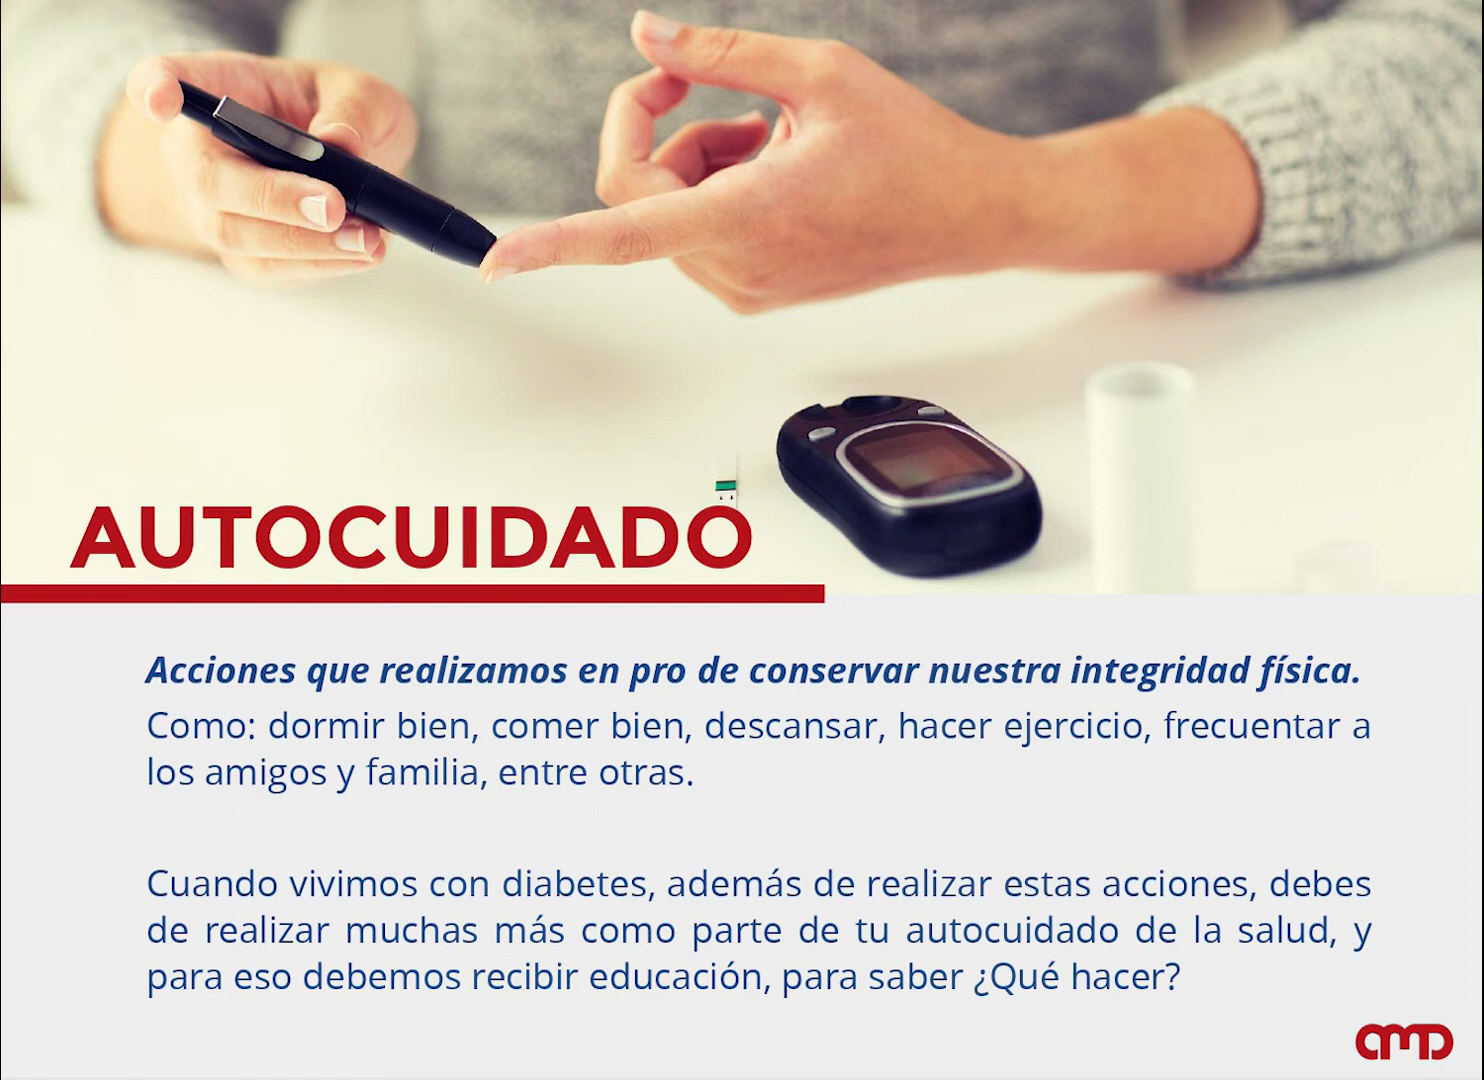 AUTOCUIDADO
Acciones que realizamos en pro de conservar nuestra integridad física.
Como: dormir bien, comer bien, descansar, hacer ejercicio, frecuentar a
los amigos y familia, entre otras.
Cuando vivimos con diabetes, además de realizar estas acciones, debes
de realizar muchas más como parte de tu autocuidado de la salud, y
para eso debemos recibir educación, para saber ¿Qué hacer?
amd